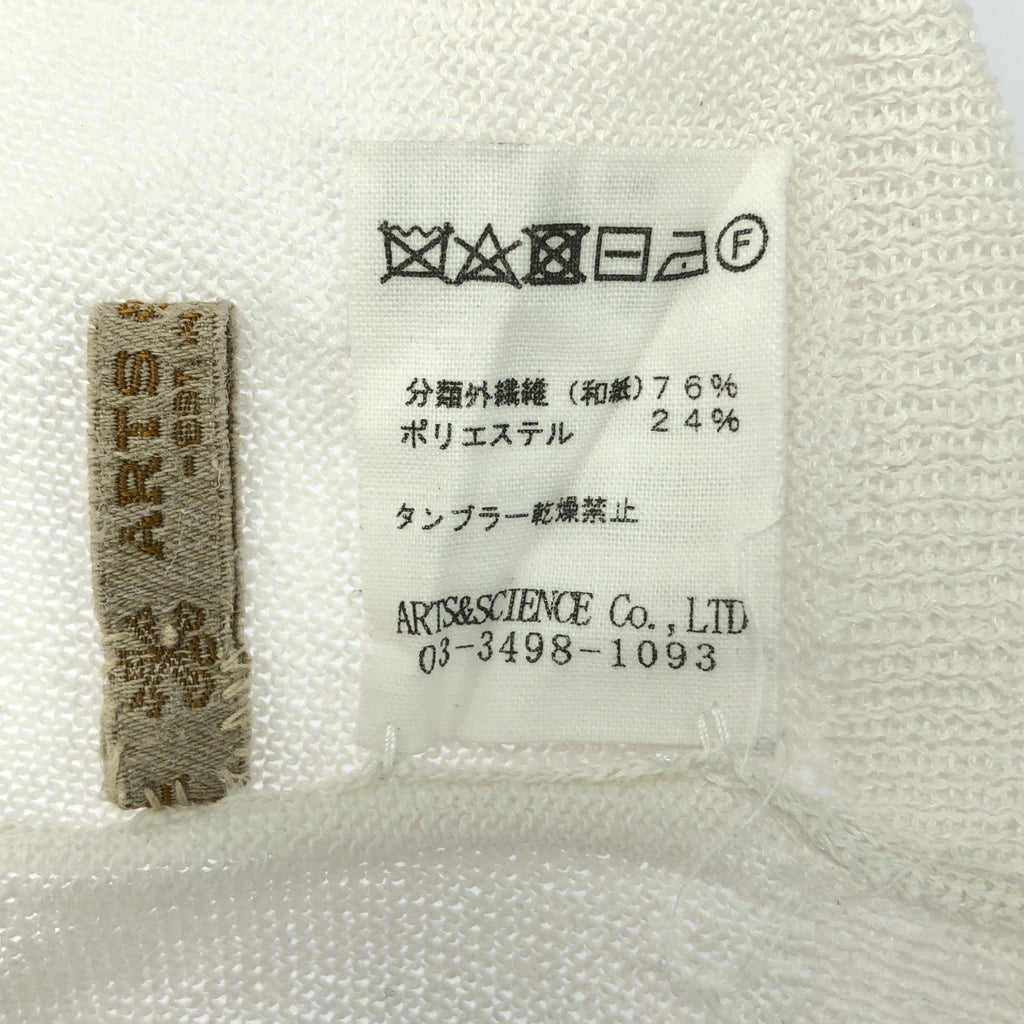 ARTS
F
分類外繊維（和紙）76%
ポリエステル 24%
タンブラー乾燥禁止
ARTS&SCIENCE Co.,LTD
03-3498-1093